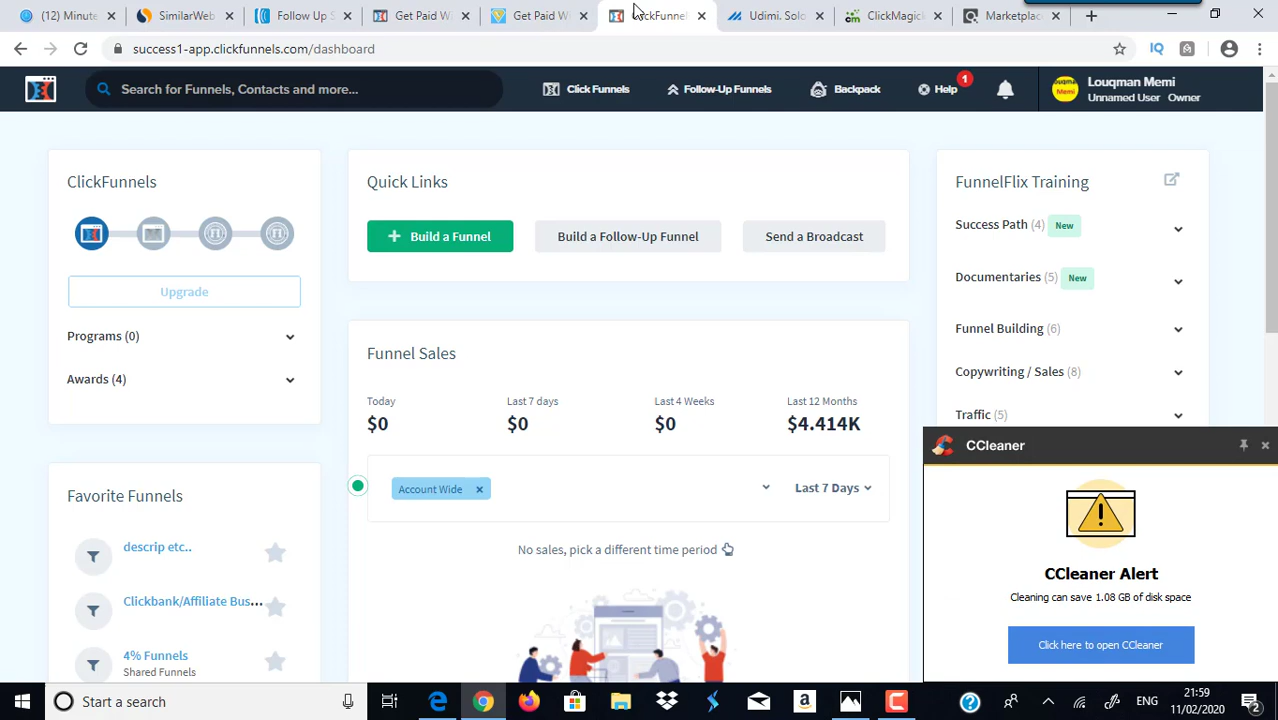 (12) Minute
SimilarWeb
Follow Up S
Get Paid W
Get Paid Wi
ClickFunnel
Udimi. Solo
ClickMagick
Marketplac
success1-app.clickfunnels.com/dashboard
IQ
Search for Funnels, Contacts and more...
Click Funnels
Follow-Up Funnels
Backpack
Help
1
Louqman Memi
Louqman Memi
Unnamed User Owner
ClickFunnels
Upgrade
Programs (0)
Awards (4)
Favorite Funnels
descrip etc..
Clickbank/Affiliate Bus...
4% Funnels
Shared Funnels
Quick Links
+ Build a Funnel
Build a Follow-Up Funnel
Send a Broadcast
Funnel Sales
Today
Last 7 days
Last 4 Weeks
Last 12 Months
$0
$0
$0
$4.414K
Account Wide ×
Last 7 Days
No sales, pick a different time period
FunnelFlix Training
Success Path (4) New
Documentaries (5) New
Funnel Building (6)
Copywriting / Sales (8)
Traffic (5)
CCleaner
CCleaner Alert
Cleaning can save 1.08 GB of disk space
Click here to open CCleaner
Start a search
ENG
21:59
11/02/2020
2